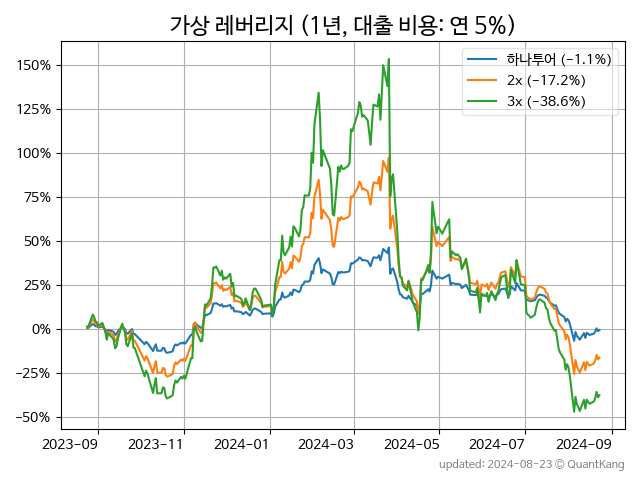 가상 레버리지 (1년, 대출 비용: 연 5%)
하나투어 (-1.1%)
2x (-17.2%)
3x (-38.6%)
150%
125%
100%
75%
50%
25%
0%
-25%
-50%
2023-09 2023-11 2024-01 2024-03 2024-05 2024-07 2024-09
updated: 2024-08-23 © QuantKang